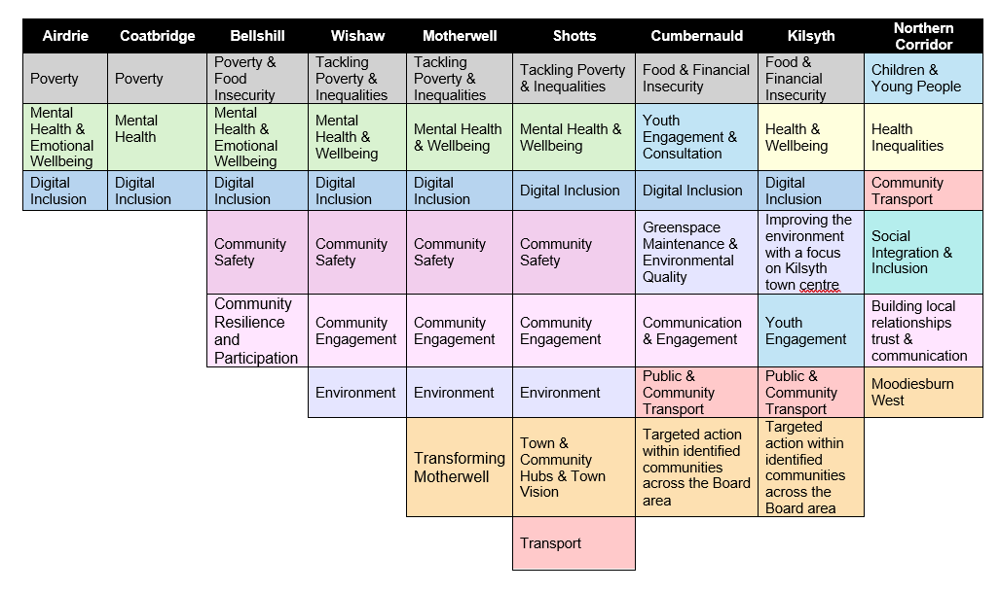 Airdrie
Coatbridge
Bellshill
Wishaw
Motherwell
Shotts
Cumbernauld
Kilsyth
Northern
Corridor
Poverty
Poverty
Poverty &
Food
Insecurity
Tackling
Poverty &
Inequalities
Tackling
Poverty &
Inequalities
Tackling Poverty
& Inequalities
Food & Financial
Insecurity
Food &
Financial
Insecurity
Children &
Young People
Mental
Health &
Emotional
Wellbeing
Mental
Health
Mental
Health &
Emotional
Wellbeing
Mental
Health &
Wellbeing
Mental Health
& Wellbeing
Mental Health &
Wellbeing
Youth
Engagement &
Consultation
Health &
Wellbeing
Health
Inequalities
Digital
Inclusion
Digital
Inclusion
Digital
Inclusion
Digital
Inclusion
Digital
Inclusion
Digital Inclusion
Digital Inclusion
Digital
Inclusion
Community
Transport
Community
Safety
Community
Safety
Community
Safety
Community
Safety
Greenspace
Maintenance &
Environmental
Quality
Improving the
environment
with a focus
on Kilsyth
town centre
Social
Integration &
Inclusion
Community
Resilience
and
Participation
Community
Engagement
Community
Engagement
Community
Engagement
Communication
& Engagement
Youth
Engagement
Building local
relationships
trust &
communication
Environment
Environment
Environment
Public &
Community
Transport
Public &
Community
Transport
Moodiesburn
West
Transforming
Motherwell
Town &
Community
Hubs & Town
Vision
Targeted action
within identified
communities
across the Board
area
Targeted
action within
identified
communities
across the
Board area
Transport